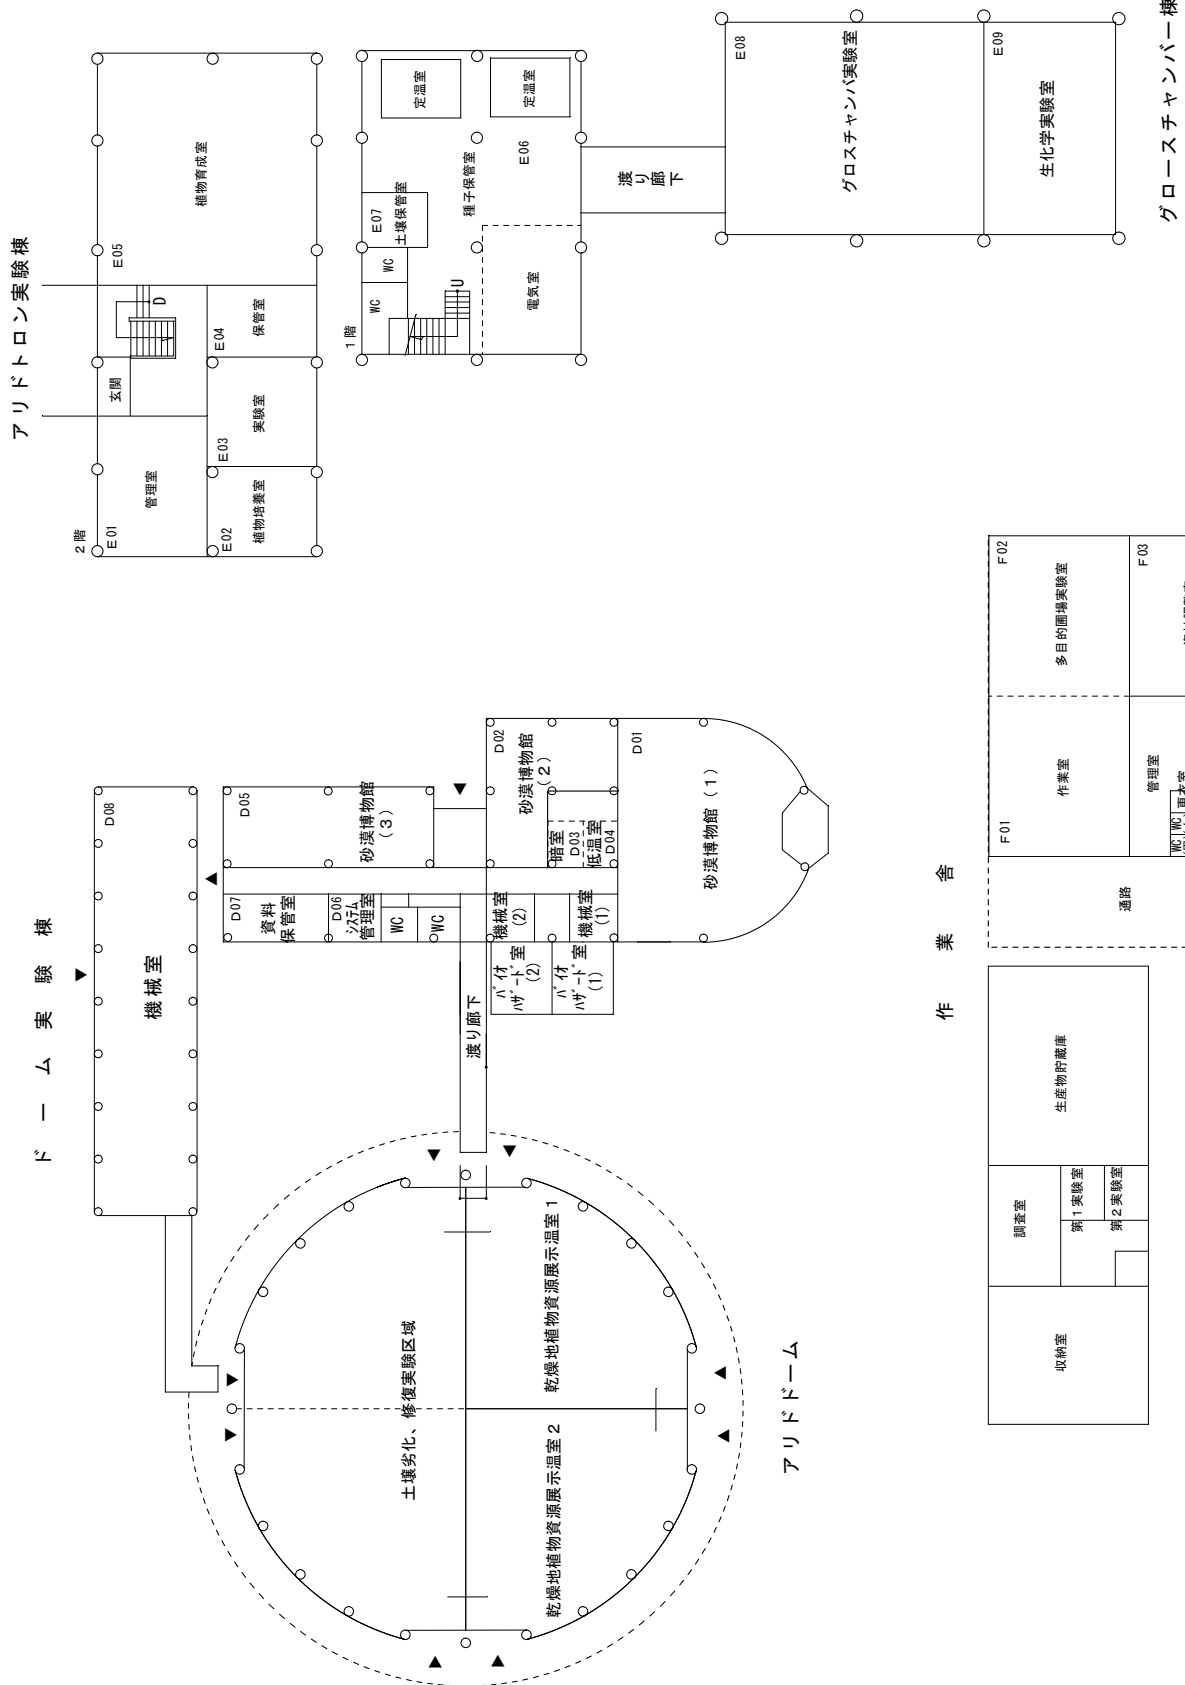 アリドトロン実験棟
2階
E01
管理室
E02
植物培養室
E03
実験室
E04
保管室
玄関
D
E05
植物育成室
1階
WC
WC
U
電気室
E07
土壌保管室
種子保管室
E06
定温室
定温室
渡り廊下
E08
グロスチャンバ実験室
E09
生化学実験室
グロースチャンバー棟
ドーム実験棟
D08
機械室
D05
砂漠博物館
(3)
D07
資料
保管室
D06
システム
管理室
WC
WC
渡り廊下
D02
砂漠博物館
(2)
暗室
D03
低温室
D04
機械室
(2)
機械室
(1)
バイオ
ハザード室
(2)
バイオ
ハザード室
(1)
D01
砂漠博物館(1)
土壌劣化、修復実験区域
乾燥地植物資源展示温室1
乾燥地植物資源展示温室2
アリドドーム
作業舎
F02
多目的圃場実験室
F03
F01
作業室
管理室
WC
WC
更衣室
通路
生産物貯蔵庫
調査室
第1実験室
第2実験室
収納室